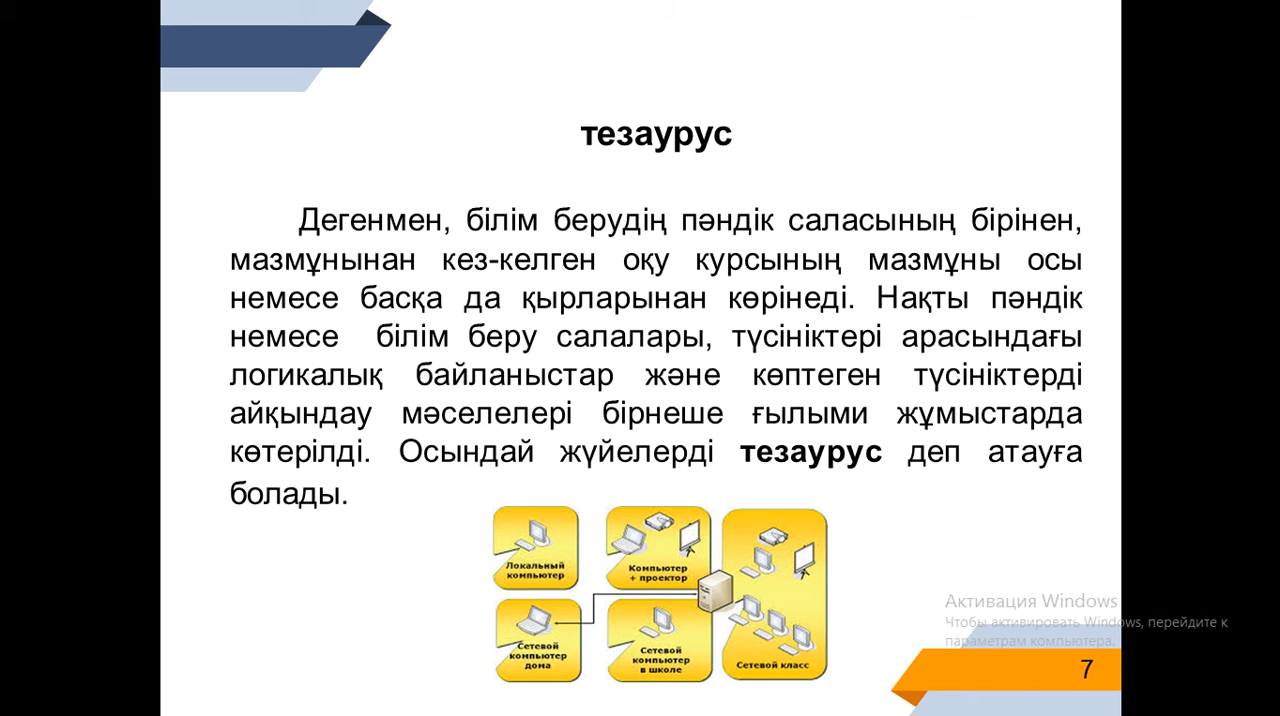 тезаурус
Дегенмен, білім берудің пәндік саласының бірінен,
мазмұнынан кез-келген оқу курсының мазмұны осы
немесе басқа да қырларынан көрінеді. Нақты пәндік
немесе білім беру салалары, түсініктері арасындағы
логикалық байланыстар және көптеген түсініктерді
айқындау мәселелері бірнеше ғылыми жұмыстарда
көтерілді. Осындай жүйелерді тезаурус деп атауға
болады.
Локальный
компьютер
Компьютер
+ проектор
Сетевой
компьютер
дома
Сетевой
компьютер
в школе
Сетевой класс
Активация Windows
Чтобы активировать Windows, перейдите к
параметрам компьютера.
7